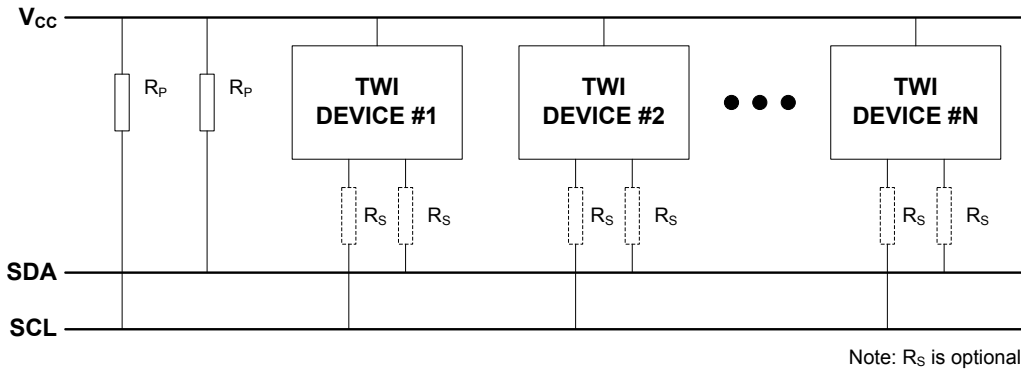 VCC
RP RP
TWI DEVICE #1
TWI DEVICE #2
TWI DEVICE #N
RS RS RS RS RS RS
SDA
SCL
Note: RS is optional